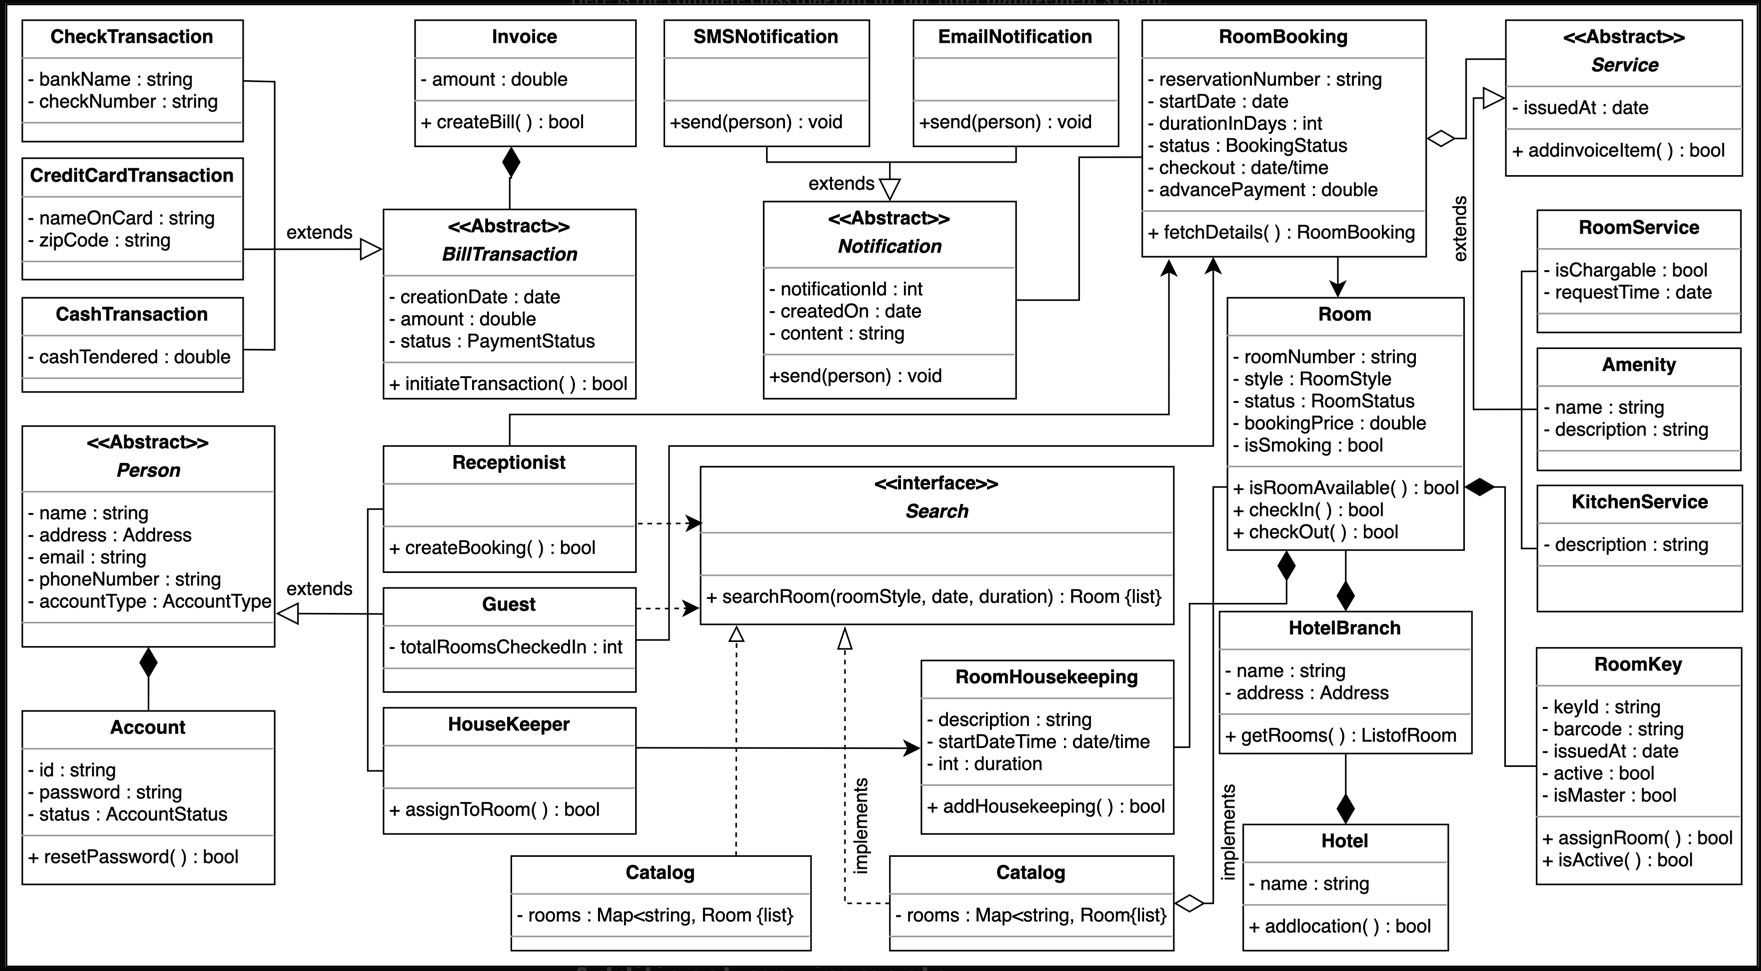 CheckTransaction
- bankName : string
- checkNumber : string
Invoice
- amount : double
+ createBill( ) : bool
SMSNotification
+send(person) : void
EmailNotification
+send(person) : void
RoomBooking
- reservationNumber : string
- startDate : date
- durationInDays : int
- status : BookingStatus
- checkout : date/time
- advancePayment : double
+ fetchDetails( ) : RoomBooking
<<Abstract>>
Service
- issuedAt : date
+ addinvoiceItem( ) : bool
CreditCardTransaction
- nameOnCard : string
- zipCode : string
extends
<<Abstract>>
BillTransaction
- creationDate : date
- amount : double
- status : PaymentStatus
+ initiateTransaction( ) : bool
extends
<<Abstract>>
Notification
- notificationId : int
- createdOn : date
- content : string
+send(person) : void
extends
RoomService
- isChargable : bool
- requestTime : date
CashTransaction
- cashTendered : double
Room
- roomNumber : string
- style : RoomStyle
- status : RoomStatus
- bookingPrice : double
- isSmoking : bool
+ isRoomAvailable( ) : bool
+ checkIn( ) : bool
+ checkOut( ) : bool
Amenity
- name : string
- description : string
KitchenService
- description : string
<<Abstract>>
Person
- name : string
- address : Address
- email : string
- phoneNumber : string
- accountType : AccountType
extends
Receptionist
+ createBooking( ) : bool
<<interface>>
Search
+ searchRoom(roomStyle, date, duration) : Room {list}
Guest
- totalRoomsCheckedIn : int
HotelBranch
- name : string
- address : Address
+ getRooms( ) : ListofRoom
RoomKey
- keyId : string
- barcode : string
- issuedAt : date
- active : bool
- isMaster : bool
+ assignRoom( ) : bool
+ isActive( ) : bool
Account
- id : string
- password : string
- status : AccountStatus
+ resetPassword( ) : bool
HouseKeeper
+ assignToRoom( ) : bool
RoomHousekeeping
- description : string
- startDateTime : date/time
- int : duration
+ addHousekeeping( ) : bool
implements
implements
Catalog
- rooms : Map<string, Room {list}
Catalog
- rooms : Map<string, Room{list}
Hotel
- name : string
+ addlocation( ) : bool